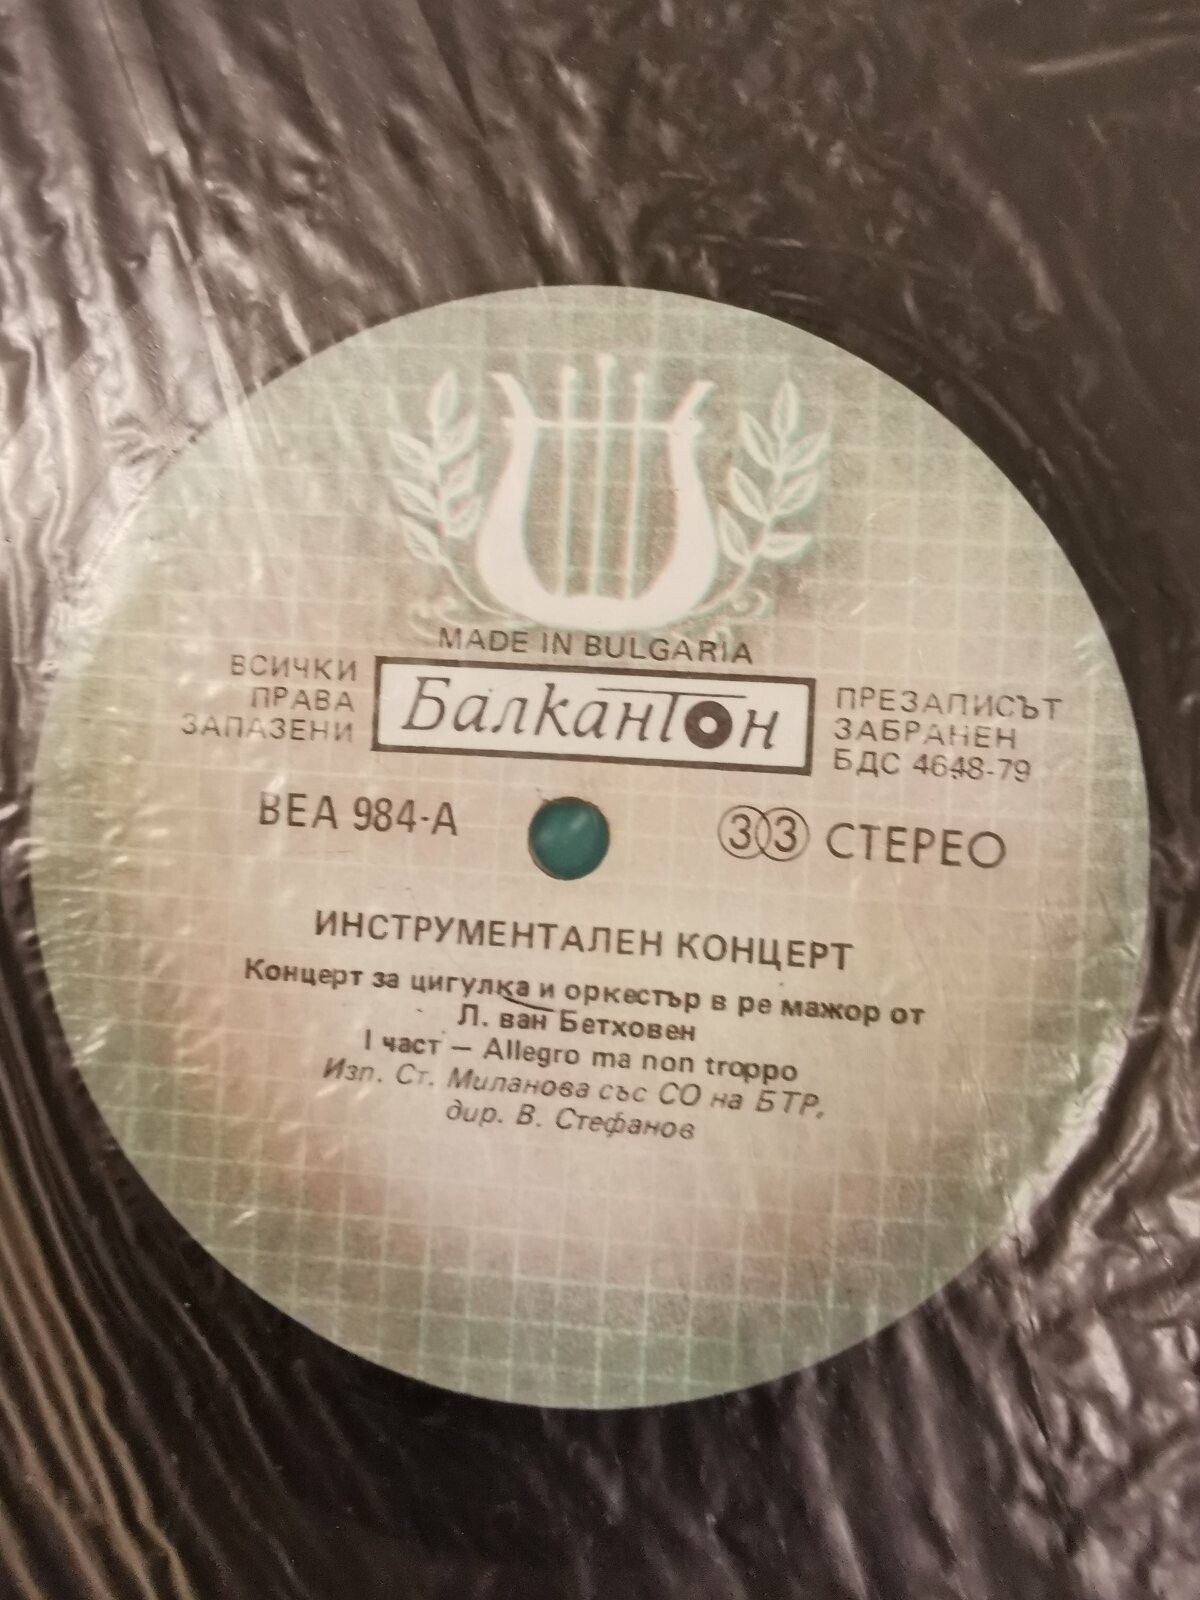 MADE IN BULGARIA
ВСИЧКИ
ПРАВА
ЗАПАЗЕНИ
Балкантон
ПРЕЗАПИСЪТ
ЗАБРАНЕН
БДС 4648-79
ВЕА 984-А
33 СТЕРЕО
ИНСТРУМЕНТАЛЕН КОНЦЕРТ
Концерт за цигулка и оркестър в ре мажор от
Л. ван Бетховен
I част — Allegro ma non troppo
Изп. Ст. Миланова със СО на БТР,
дир. В. Стефанов